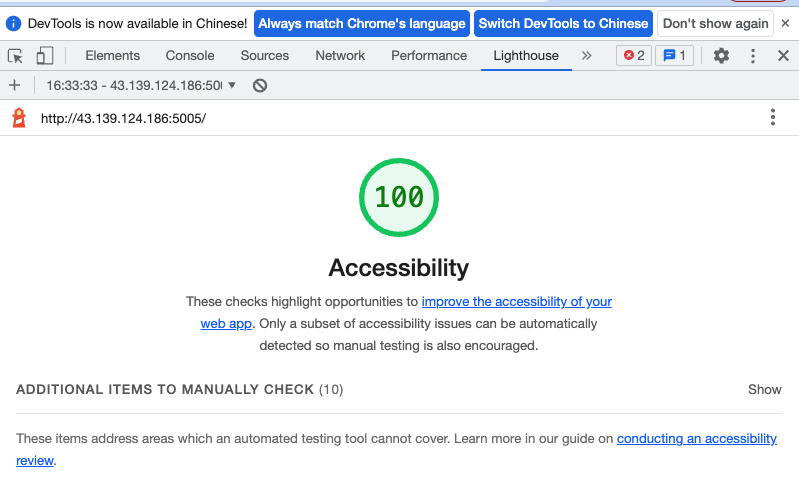 DevTools is now available in Chinese! Always match Chrome's language Switch DevTools to Chinese Don't show again
Elements Console Sources Network Performance Lighthouse 2 1
16:33:33 - 43.139.124.186:500
http://43.139.124.186:5005/
100
Accessibility
These checks highlight opportunities to improve the accessibility of your
web app. Only a subset of accessibility issues can be automatically
detected so manual testing is also encouraged.
ADDITIONAL ITEMS TO MANUALLY CHECK (10) Show
These items address areas which an automated testing tool cannot cover. Learn more in our guide on conducting an accessibility
review.